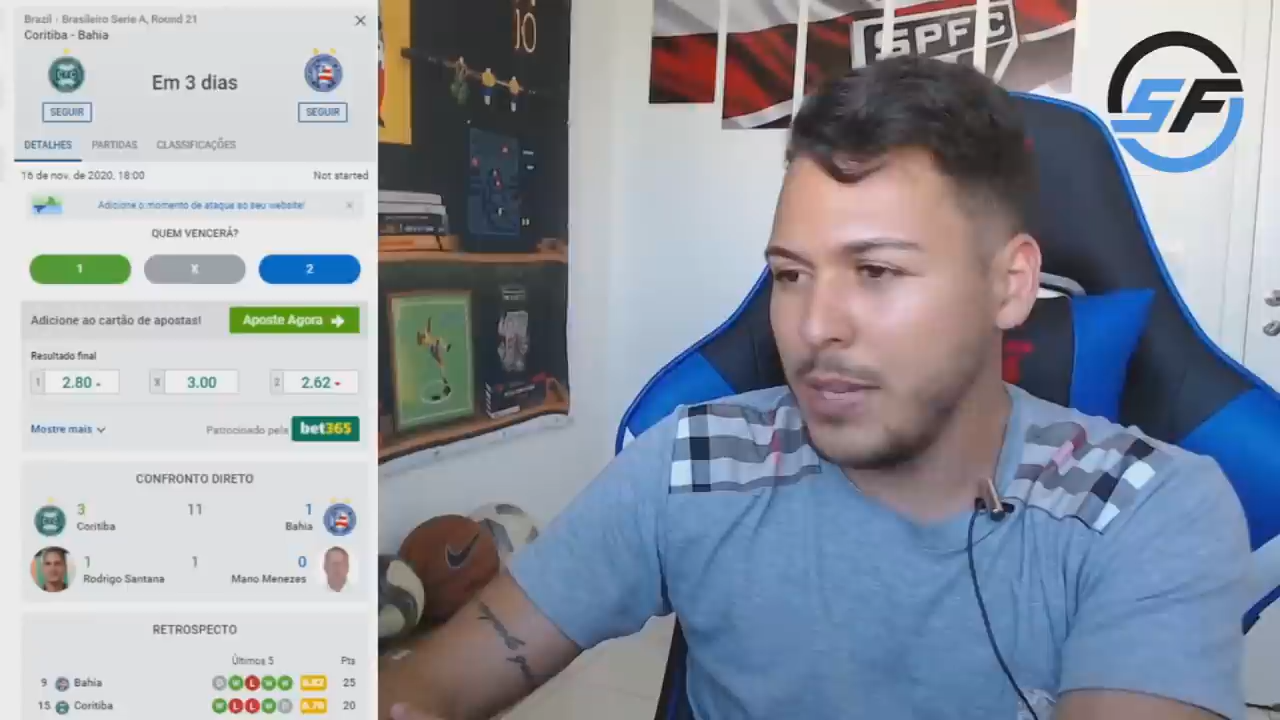 Brazil - Brasileiro Serie A, Round 21
Coritiba - Bahia
Em 3 dias
SEGUIR
SEGUIR
DETALHES
PARTIDAS
CLASSIFICAÇÕES
16 de nov. de 2020, 18:00
Not started
Adicione o momento de ataque ao seu website!
QUEM VENCERÁ?
1
X
2
Adicione ao cartão de apostas!
Aposte Agora
Resultado final
1
2.80
X
3.00
2
2.62
Mostre mais
Patrocinado pela
bet365
CONFRONTO DIRETO
3
11
1
Coritiba
Bahia
1
1
0
Rodrigo Santana
Mano Menezes
RETROSPECTO
Últimos 5
Pts
9
Bahia
25
15
Coritiba
6.78
20
10
SPFC
SF